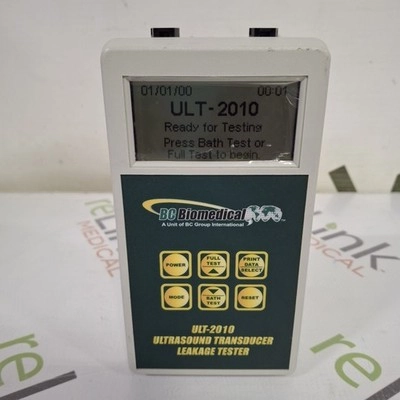 01/01/00 00:01
ULT-2010
Ready for Testing
Press Bath Test or
Full Test to begin
BC Biomedical
A Unit of BC Group International
POWER
FULL TEST
PRINT DATA SELECT
MODE
BATH TEST
RESET
ULT-2010
ULTRASOUND TRANSDUCER
LEAKAGE TESTER
reLink
MEDICAL